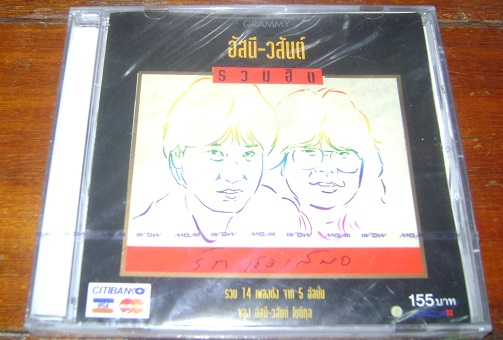 GRAMMY
อัสนี-วสันต์
รวมฮิต
รัก เธอ เสมอ
รวม 14 เพลงดัง จาก 5 อัลบั้ม
ของ อัสนี-วสันต์ โชติกุล
CITIBANK
VISA
MasterCard
155 บาท